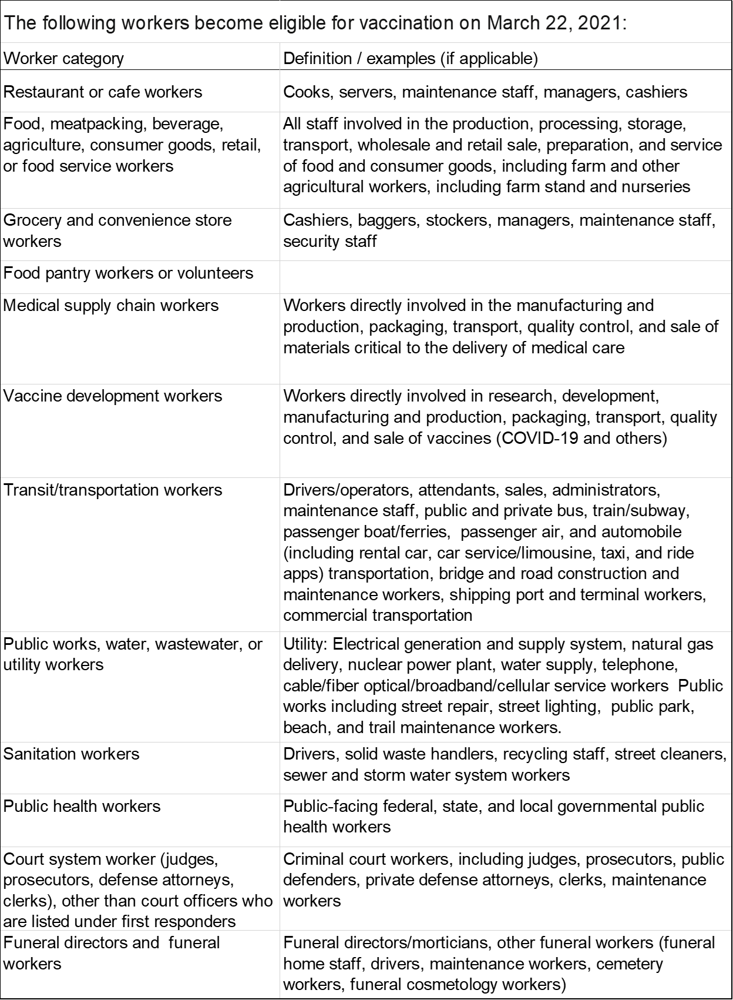 The following workers become eligible for vaccination on March 22, 2021:
Worker category
Definition / examples (if applicable)
Restaurant or cafe workers
Cooks, servers, maintenance staff, managers, cashiers
Food, meatpacking, beverage,
agriculture, consumer goods, retail,
or food service workers
All staff involved in the production, processing, storage,
transport, wholesale and retail sale, preparation, and service
of food and consumer goods, including farm and other
agricultural workers, including farm stand and nurseries
Grocery and convenience store
workers
Cashiers, baggers, stockers, managers, maintenance staff,
security staff
Food pantry workers or volunteers
Medical supply chain workers
Workers directly involved in the manufacturing and
production, packaging, transport, quality control, and sale of
materials critical to the delivery of medical care
Vaccine development workers
Workers directly involved in research, development,
manufacturing and production, packaging, transport, quality
control, and sale of vaccines (COVID-19 and others)
Transit/transportation workers
Drivers/operators, attendants, sales, administrators,
maintenance staff, public and private bus, train/subway,
passenger boat/ferries,  passenger air, and automobile
(including rental car, car service/limousine, taxi, and ride
apps) transportation, bridge and road construction and
maintenance workers, shipping port and terminal workers,
commercial transportation
Public works, water, wastewater, or
utility workers
Utility: Electrical generation and supply system, natural gas
delivery, nuclear power plant, water supply, telephone,
cable/fiber optical/broadband/cellular service workers  Public
works including street repair, street lighting,  public park,
beach, and trail maintenance workers.
Sanitation workers
Drivers, solid waste handlers, recycling staff, street cleaners,
sewer and storm water system workers
Public health workers
Public-facing federal, state, and local governmental public
health workers
Court system worker (judges,
prosecutors, defense attorneys,
clerks), other than court officers who
are listed under first responders
Criminal court workers, including judges, prosecutors, public
defenders, private defense attorneys, clerks, maintenance
workers
Funeral directors and  funeral
workers
Funeral directors/morticians, other funeral workers (funeral
home staff, drivers, maintenance workers, cemetery
workers, funeral cosmetology workers)